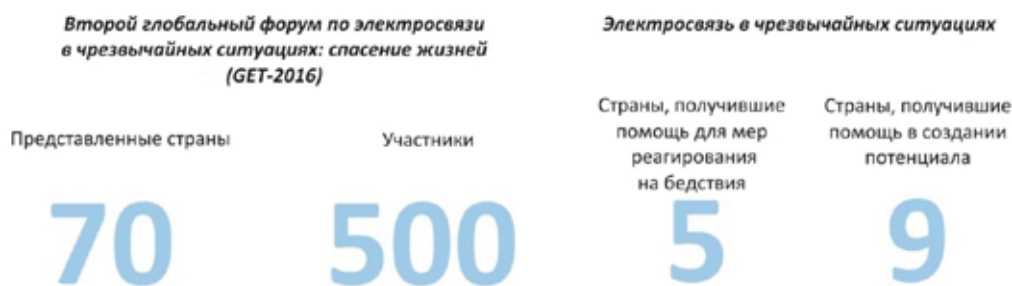 Второй глобальный форум по электросвязи
в чрезвычайных ситуациях: спасение жизней
(GET-2016)
Представленные страны
70
Участники
500
Электросвязь в чрезвычайных ситуациях
Страны, получившие
помощь для мер
реагирования
на бедствия
5
Страны, получившие
помощь в создании
потенциала
9